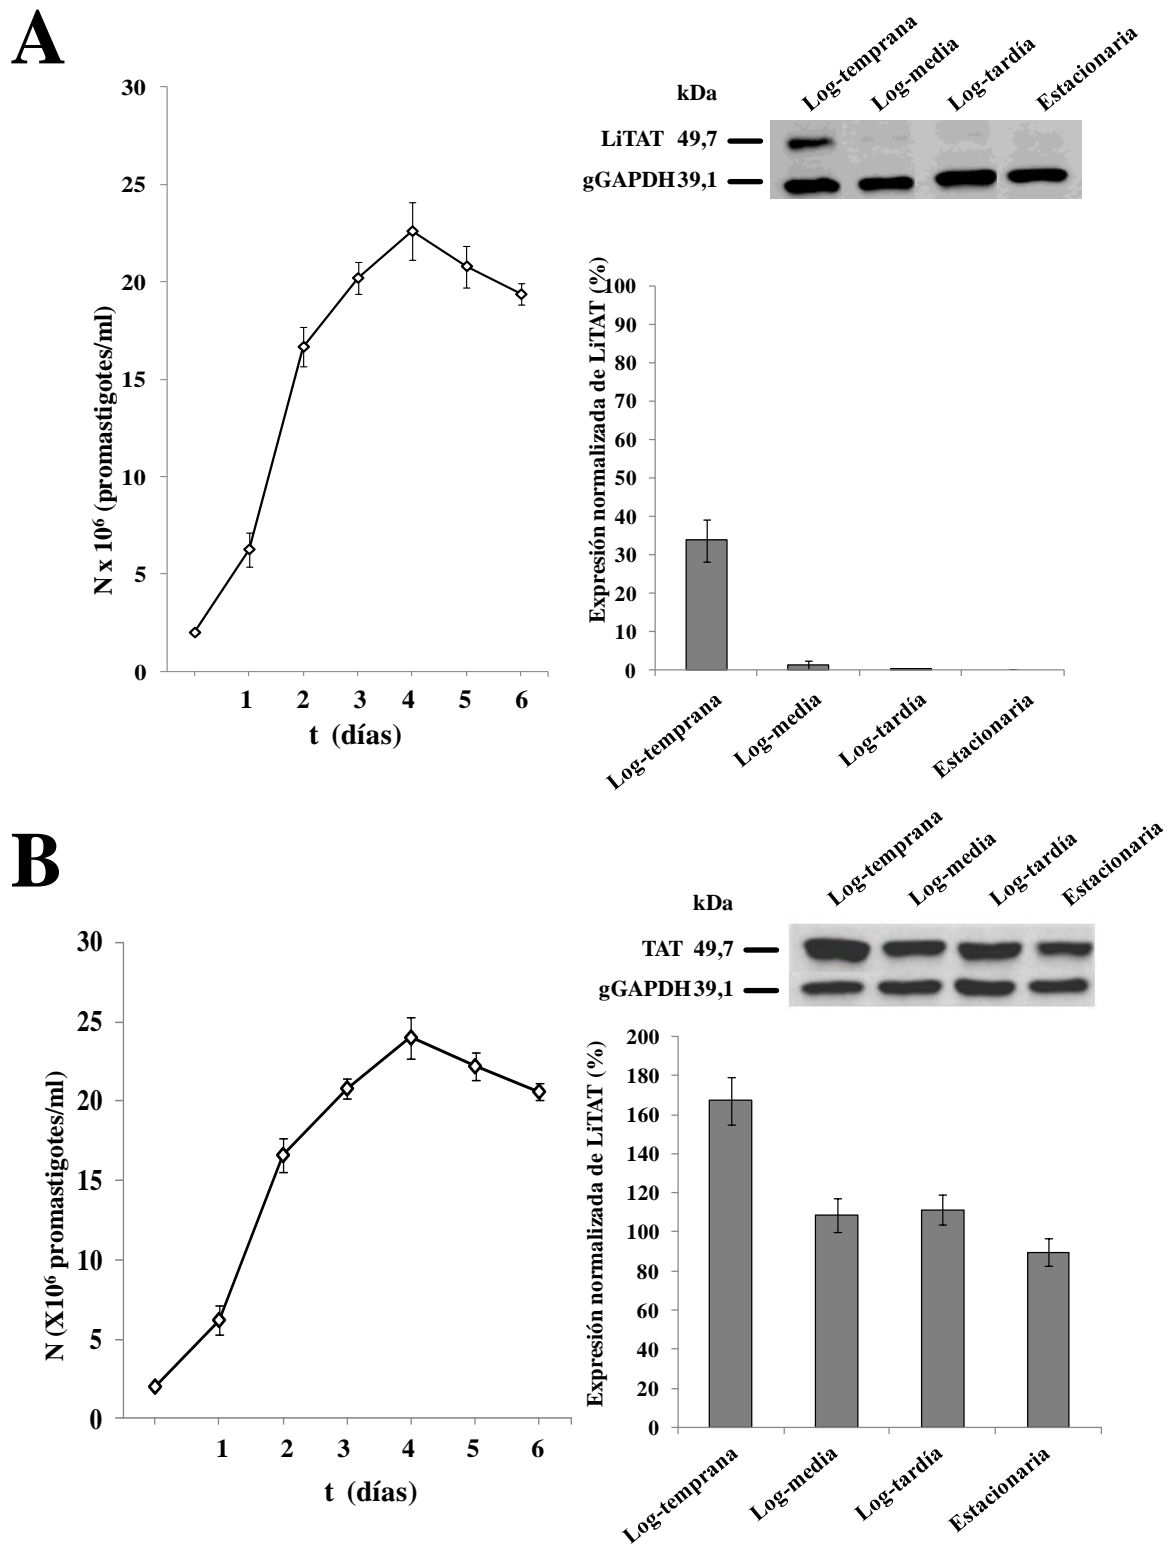 A
Log-temprana
Log-media
Log-tardía
Estacionaria
kDa
LiTAT 49,7
gGAPDH39,1
30
25
20
15
10
5
0
N x 10⁶ (promastigotes/ml)
1 2 3 4 5 6
t (días)
100
90
80
70
60
50
40
30
20
10
0
Expresión normalizada de LiTAT (%)
Log-temprana
Log-media
Log-tardía
Estacionaria
B
Log-temprana
Log-media
Log-tardía
Estacionaria
kDa
TAT 49,7
gGAPDH39,1
30
25
20
15
10
5
0
N (X10⁶ promastigotes/ml)
1 2 3 4 5 6
t (días)
200
180
160
140
120
100
80
60
40
20
0
Expresión normalizada de LiTAT (%)
Log-temprana
Log-media
Log-tardía
Estacionaria